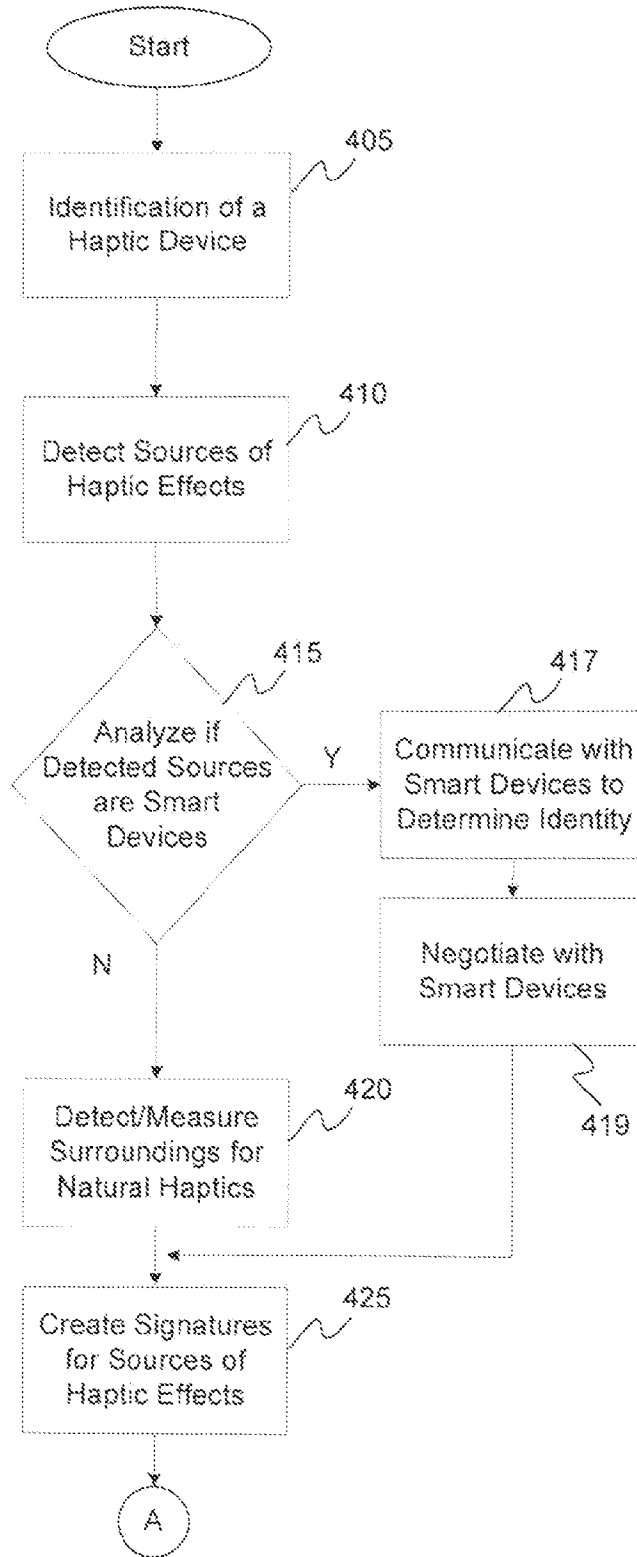 Start
405
Identification of a
Haptic Device
410
Detect Sources of
Haptic Effects
415
Analyze if
Detected Sources
are Smart
Devices
Y
417
Communicate with
Smart Devices to
Determine Identity
N
Negotiate with
Smart Devices
419
420
Detect/Measure
Surroundings for
Natural Haptics
425
Create Signatures
for Sources of
Haptic Effects
A